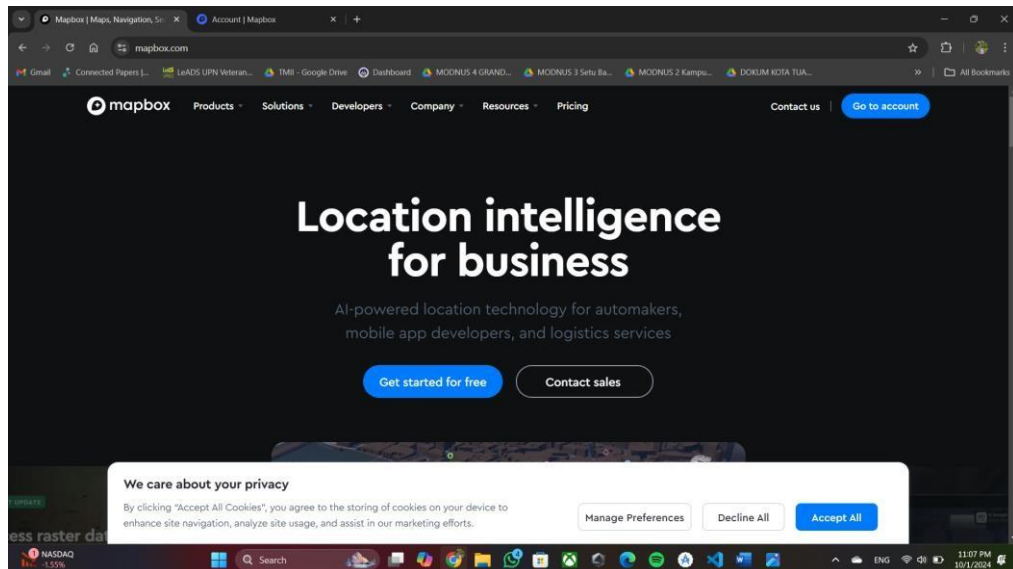 Mapbox | Maps, Navigation, Se
Account | Mapbox
mapbox.com
Gmail
Connected Papers |...
LeADS UPN Veteran...
TMII - Google Drive
Dashboard
MODNUS 4 GRAND...
MODNUS 3 Setu Ba...
MODNUS 2 Kampu...
DOKUM KOTA TUA...
All Bookmarks
mapbox
Products
Solutions
Developers
Company
Resources
Pricing
Contact us
Go to account
Location intelligence
for business
AI-powered location technology for automakers,
mobile app developers, and logistics services
Get started for free
Contact sales
We care about your privacy
By clicking "Accept All Cookies", you agree to the storing of cookies on your device to
enhance site navigation, analyze site usage, and assist in our marketing efforts.
Manage Preferences
Decline All
Accept All
UPDATE
ess raster dat
NASDAQ
-1.55%
Search
ENG
11:07 PM
10/1/2024